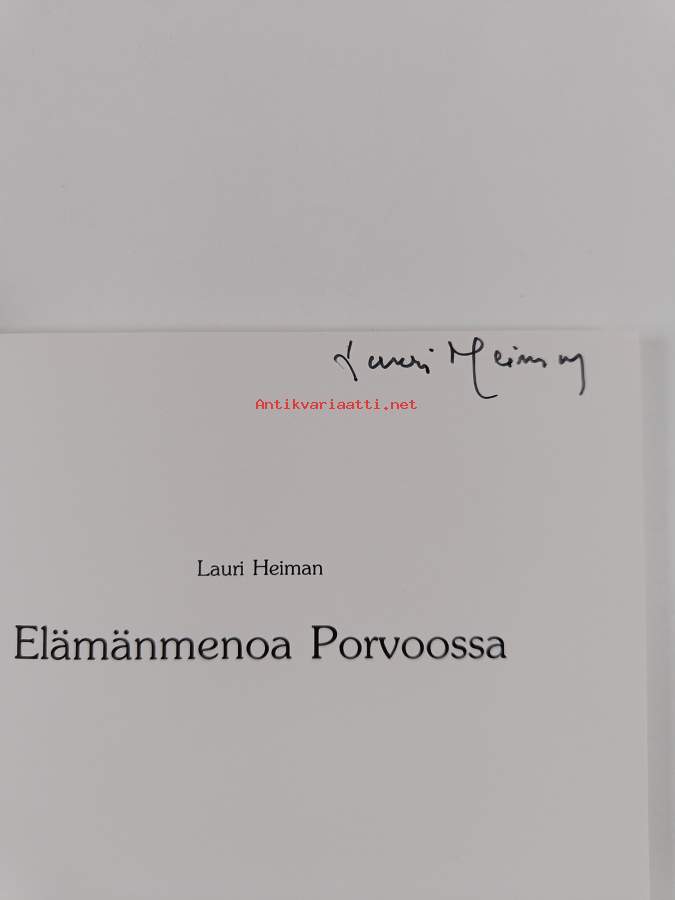 Lauri Heiman
Antikvariaatti.net
Lauri Heiman
Elämänmenoa Porvoossa